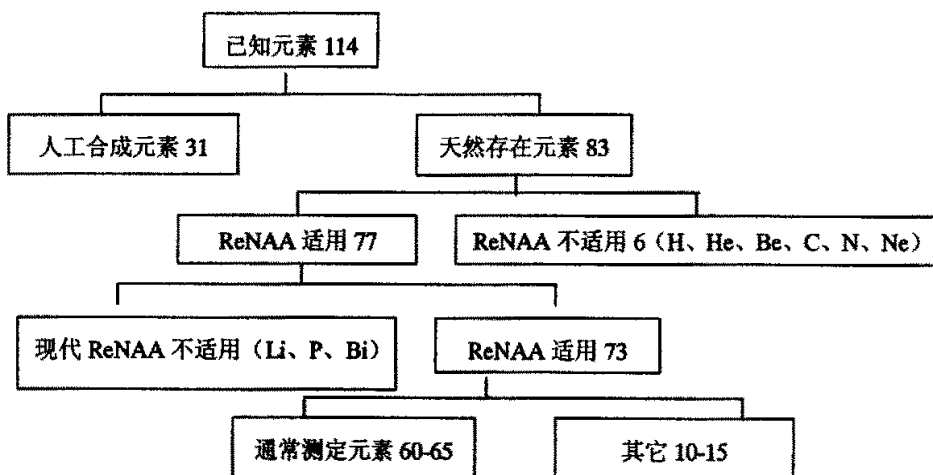 已知元素 114
人工合成元素 31
天然存在元素 83
ReNAA 适用 77
ReNAA 不适用 6（H、He、Be、C、N、Ne）
现代 ReNAA 不适用（Li、P、Bi）
ReNAA 适用 73
通常测定元素 60-65
其它 10-15